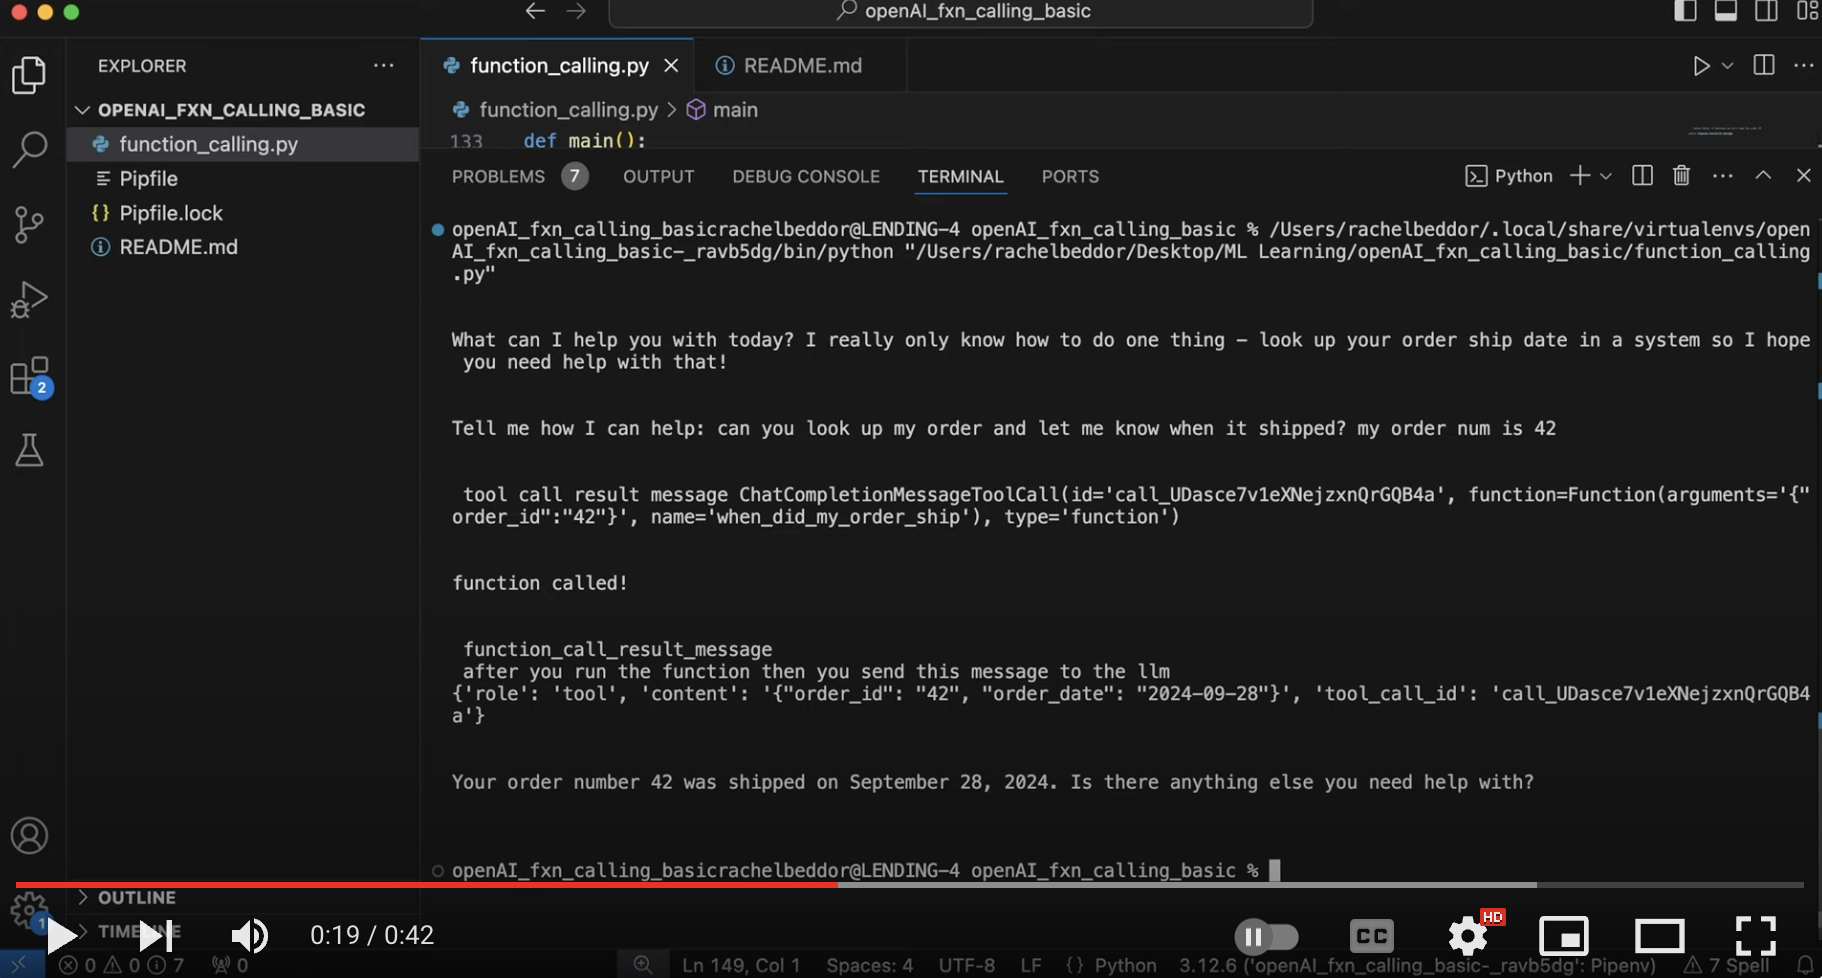 openAI_fxn_calling_basic
EXPLORER
function_calling.py
README.md
OPENAI_FXN_CALLING_BASIC
function_calling.py > main
function_calling.py
133 def main():
Pipfile
PROBLEMS 7 OUTPUT DEBUG CONSOLE TERMINAL PORTS
Python
Pipfile.lock
README.md
openAI_fxn_calling_basicrachelbeddor@LENDING-4 openAI_fxn_calling_basic % /Users/rachelbeddor/.local/share/virtualenvs/open
AI_fxn_calling_basic-_ravb5dg/bin/python "/Users/rachelbeddor/Desktop/ML Learning/openAI_fxn_calling_basic/function_calling
.py"
What can I help you with today? I really only know how to do one thing – look up your order ship date in a system so I hope
you need help with that!
Tell me how I can help: can you look up my order and let me know when it shipped? my order num is 42
tool call result message ChatCompletionMessageToolCall(id='call_UDasce7v1eXNejzxnQrGQB4a', function=Function(arguments='{"
order_id":"42"}', name='when_did_my_order_ship'), type='function')
function called!
function_call_result_message
after you run the function then you send this message to the llm
{'role': 'tool', 'content': '{"order_id": "42", "order_date": "2024-09-28"}', 'tool_call_id': 'call_UDasce7v1eXNejzxnQrGQB4
a'}
Your order number 42 was shipped on September 28, 2024. Is there anything else you need help with?
openAI_fxn_calling_basicrachelbeddor@LENDING-4 openAI_fxn_calling_basic %
2
OUTLINE
1
TIMELINE
0:19 / 0:42
CC
HD
0 0 7 0
Ln 149, Col 1 Spaces: 4 UTF-8 LF {} Python 3.12.6 ('openAI_fxn_calling_basic-_ravb5dg': Pipenv) 7 Spell